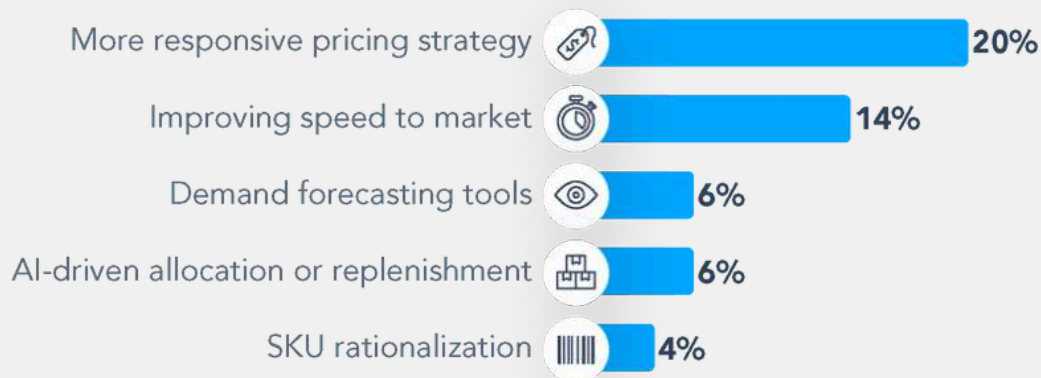 More responsive pricing strategy 20%
Improving speed to market 14%
Demand forecasting tools 6%
AI-driven allocation or replenishment 6%
SKU rationalization 4%